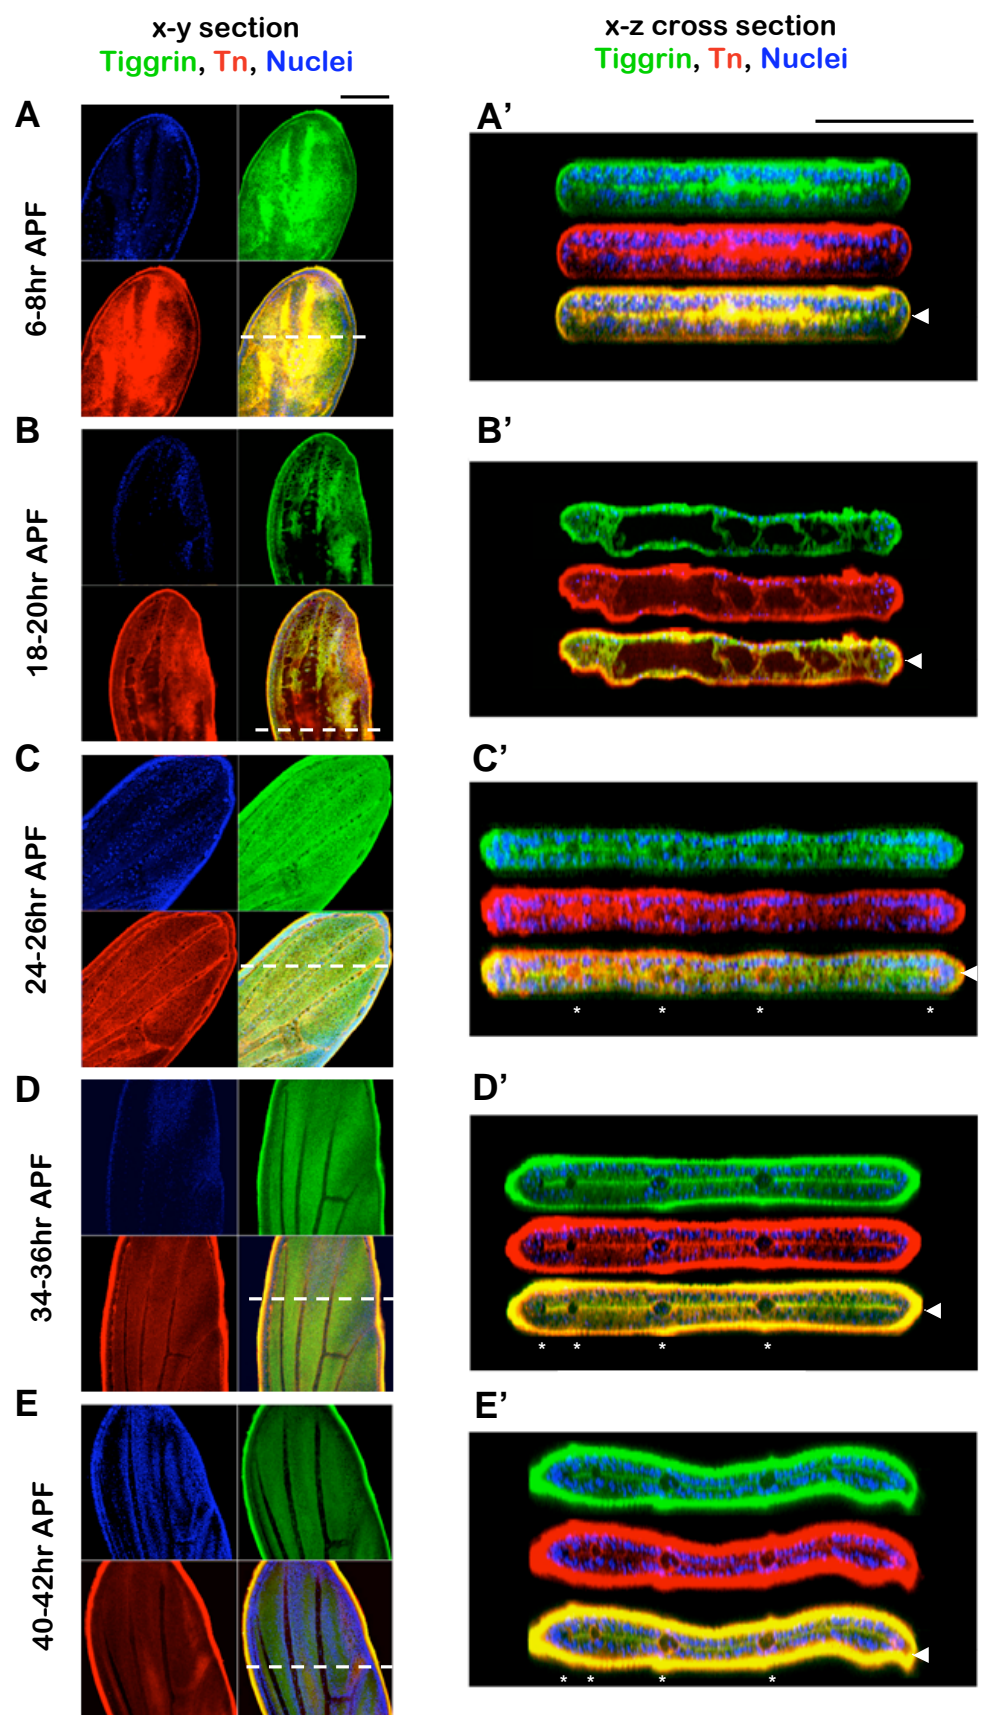 x-y section
Tiggrin, Tn, Nuclei
x-z cross section
Tiggrin, Tn, Nuclei
A
6-8hr APF
A’
B
18-20hr APF
B’
C
24-26hr APF
C’
* * * *
D
34-36hr APF
D’
* * * *
E
40-42hr APF
E’
* * * *